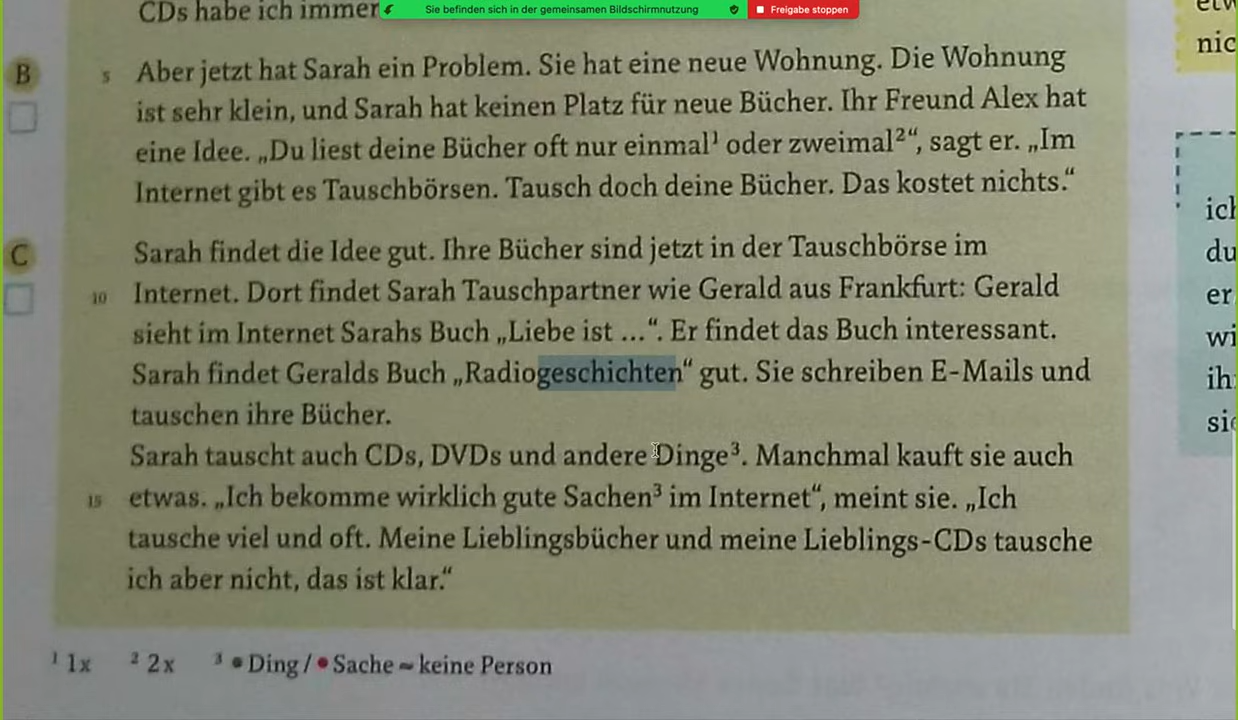 CDs habe ich immer
Sie befinden sich in der gemeinsamen Bildschirmnutzung
Freigabe stoppen
B
5 Aber jetzt hat Sarah ein Problem. Sie hat eine neue Wohnung. Die Wohnung
ist sehr klein, und Sarah hat keinen Platz für neue Bücher. Ihr Freund Alex hat
eine Idee. „Du liest deine Bücher oft nur einmal¹ oder zweimal²“, sagt er. „Im
Internet gibt es Tauschbörsen. Tausch doch deine Bücher. Das kostet nichts.“
C
Sarah findet die Idee gut. Ihre Bücher sind jetzt in der Tauschbörse im
10 Internet. Dort findet Sarah Tauschpartner wie Gerald aus Frankfurt: Gerald
sieht im Internet Sarahs Buch „Liebe ist ...“. Er findet das Buch interessant.
Sarah findet Geralds Buch „Radiogeschichten“ gut. Sie schreiben E-Mails und
tauschen ihre Bücher.
Sarah tauscht auch CDs, DVDs und andere Dinge³. Manchmal kauft sie auch
15 etwas. „Ich bekomme wirklich gute Sachen³ im Internet“, meint sie. „Ich
tausche viel und oft. Meine Lieblingsbücher und meine Lieblings-CDs tausche
ich aber nicht, das ist klar.“
¹ 1x ² 2x ³ • Ding / • Sache ≈ keine Person
nic
ich
du
er
wi
ih
sie